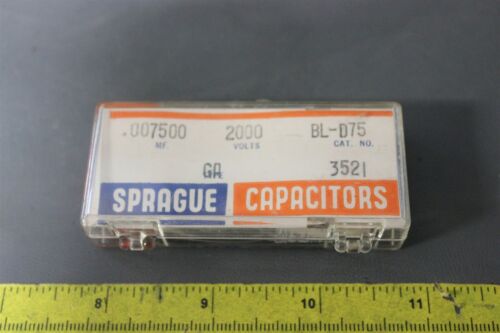 .007500 2000 BL-D75
MF. VOLTS CAT. NO.
GA 3521
SPRAGUE CAPACITORS
8 9 10 11